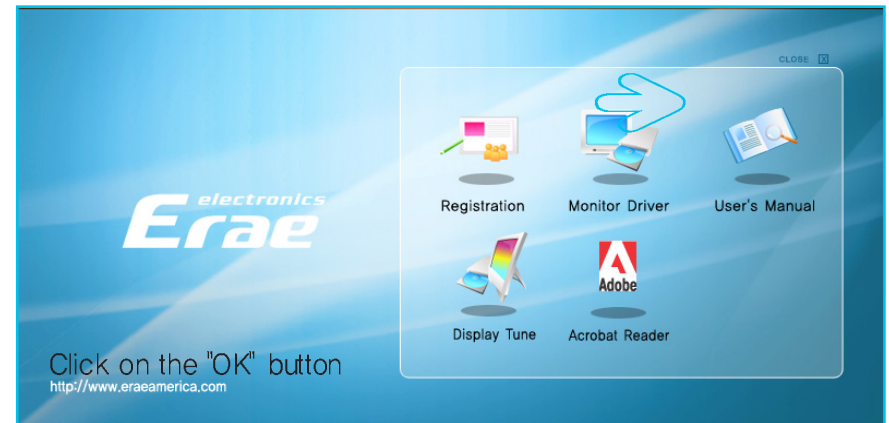 CLOSE X
electronics
Erae
Registration
Monitor Driver
User's Manual
Adobe
Display Tune
Acrobat Reader
Click on the "OK" button
http://www.eraeamerica.com